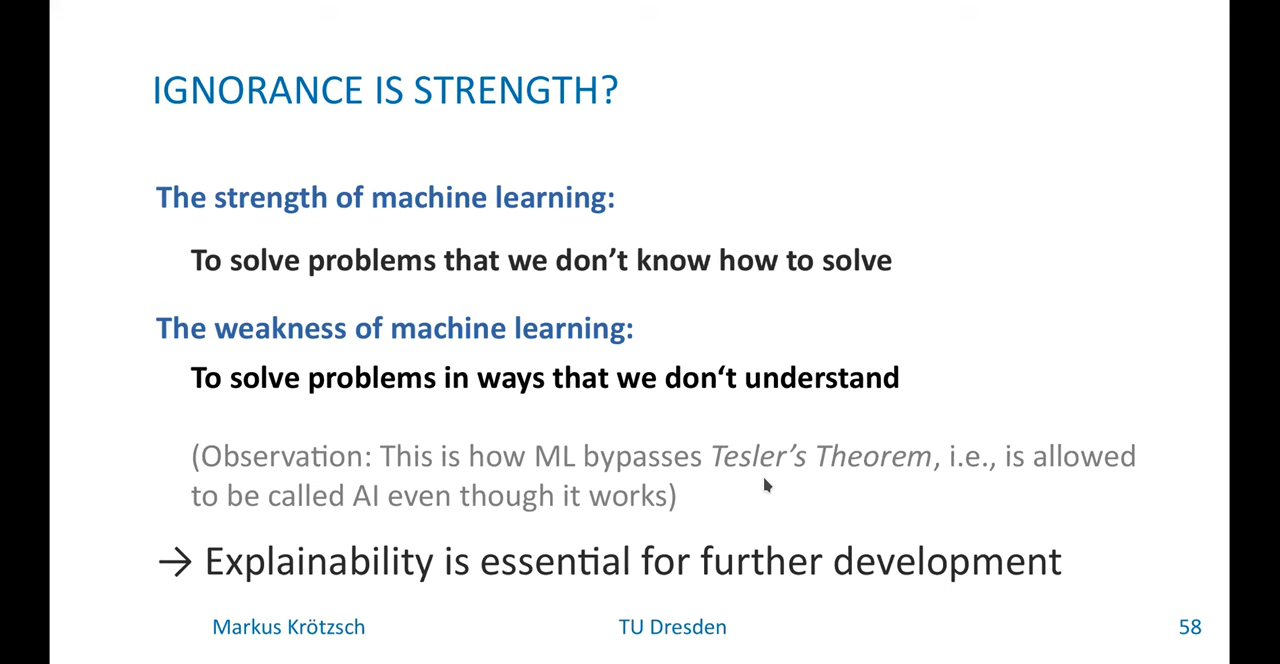 IGNORANCE IS STRENGTH?
The strength of machine learning:
To solve problems that we don’t know how to solve
The weakness of machine learning:
To solve problems in ways that we don‘t understand
(Observation: This is how ML bypasses Tesler’s Theorem, i.e., is allowed
to be called AI even though it works)
→ Explainability is essential for further development
Markus Krötzsch TU Dresden 58